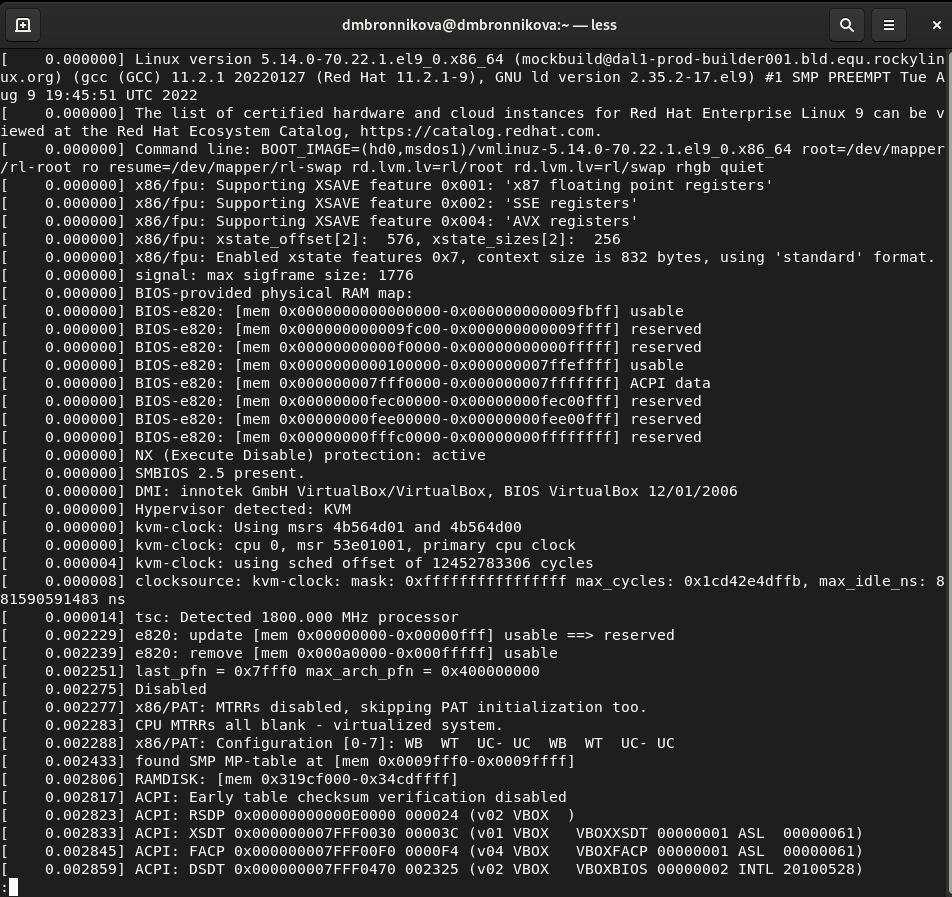 dmbronnikova@dmbronnikova:~ — less
[    0.000000] Linux version 5.14.0-70.22.1.el9_0.x86_64 (mockbuild@dal1-prod-builder001.bld.equ.rockylin
ux.org) (gcc (GCC) 11.2.1 20220127 (Red Hat 11.2.1-9), GNU ld version 2.35.2-17.el9) #1 SMP PREEMPT Tue A
ug 9 19:45:51 UTC 2022
[    0.000000] The list of certified hardware and cloud instances for Red Hat Enterprise Linux 9 can be v
iewed at the Red Hat Ecosystem Catalog, https://catalog.redhat.com.
[    0.000000] Command line: BOOT_IMAGE=(hd0,msdos1)/vmlinuz-5.14.0-70.22.1.el9_0.x86_64 root=/dev/mapper
/rl-root ro resume=/dev/mapper/rl-swap rd.lvm.lv=rl/root rd.lvm.lv=rl/swap rhgb quiet
[    0.000000] x86/fpu: Supporting XSAVE feature 0x001: 'x87 floating point registers'
[    0.000000] x86/fpu: Supporting XSAVE feature 0x002: 'SSE registers'
[    0.000000] x86/fpu: Supporting XSAVE feature 0x004: 'AVX registers'
[    0.000000] x86/fpu: xstate_offset[2]:  576, xstate_sizes[2]:  256
[    0.000000] x86/fpu: Enabled xstate features 0x7, context size is 832 bytes, using 'standard' format.
[    0.000000] signal: max sigframe size: 1776
[    0.000000] BIOS-provided physical RAM map:
[    0.000000] BIOS-e820: [mem 0x0000000000000000-0x000000000009fbff] usable
[    0.000000] BIOS-e820: [mem 0x000000000009fc00-0x000000000009ffff] reserved
[    0.000000] BIOS-e820: [mem 0x00000000000f0000-0x00000000000fffff] reserved
[    0.000000] BIOS-e820: [mem 0x0000000000100000-0x000000007ffeffff] usable
[    0.000000] BIOS-e820: [mem 0x000000007fff0000-0x000000007fffffff] ACPI data
[    0.000000] BIOS-e820: [mem 0x00000000fec00000-0x00000000fec00fff] reserved
[    0.000000] BIOS-e820: [mem 0x00000000fee00000-0x00000000fee00fff] reserved
[    0.000000] BIOS-e820: [mem 0x00000000fffc0000-0x00000000ffffffff] reserved
[    0.000000] NX (Execute Disable) protection: active
[    0.000000] SMBIOS 2.5 present.
[    0.000000] DMI: innotek GmbH VirtualBox/VirtualBox, BIOS VirtualBox 12/01/2006
[    0.000000] Hypervisor detected: KVM
[    0.000000] kvm-clock: Using msrs 4b564d01 and 4b564d00
[    0.000000] kvm-clock: cpu 0, msr 53e01001, primary cpu clock
[    0.000004] kvm-clock: using sched offset of 12452783306 cycles
[    0.000008] clocksource: kvm-clock: mask: 0xffffffffffffffff max_cycles: 0x1cd42e4dffb, max_idle_ns: 8
81590591483 ns
[    0.000014] tsc: Detected 1800.000 MHz processor
[    0.002229] e820: update [mem 0x00000000-0x00000fff] usable ==> reserved
[    0.002239] e820: remove [mem 0x000a0000-0x000fffff] usable
[    0.002251] last_pfn = 0x7fff0 max_arch_pfn = 0x400000000
[    0.002275] Disabled
[    0.002277] x86/PAT: MTRRs disabled, skipping PAT initialization too.
[    0.002283] CPU MTRRs all blank - virtualized system.
[    0.002288] x86/PAT: Configuration [0-7]: WB  WT  UC- UC  WB  WT  UC- UC
[    0.002433] found SMP MP-table at [mem 0x0009fff0-0x0009ffff]
[    0.002806] RAMDISK: [mem 0x319cf000-0x34cdffff]
[    0.002817] ACPI: Early table checksum verification disabled
[    0.002823] ACPI: RSDP 0x00000000000E0000 000024 (v02 VBOX  )
[    0.002833] ACPI: XSDT 0x000000007FFF0030 00003C (v01 VBOX   VBOXXSDT 00000001 ASL  00000061)
[    0.002845] ACPI: FACP 0x000000007FFF00F0 0000F4 (v04 VBOX   VBOXFACP 00000001 ASL  00000061)
[    0.002859] ACPI: DSDT 0x000000007FFF0470 002325 (v02 VBOX   VBOXBIOS 00000002 INTL 20100528)
: